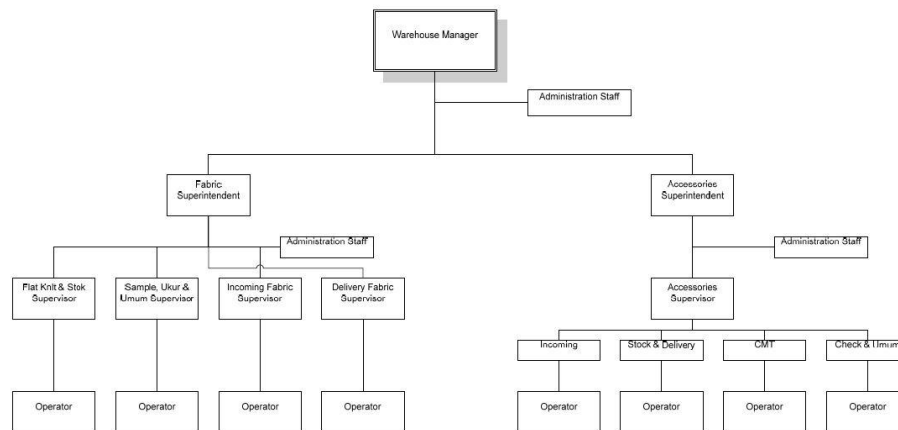 Warehouse Manager
Administration Staff
Fabric
Superintendent
Accessories
Superintendent
Administration Staff
Administration Staff
Flat Knit & Stok
Supervisor
Sample, Ukur &
Umum Supervisor
Incoming Fabric
Supervisor
Delivery Fabric
Supervisor
Accessories
Supervisor
Incoming
Stock & Delivery
CMT
Check & Umum
Operator
Operator
Operator
Operator
Operator
Operator
Operator
Operator